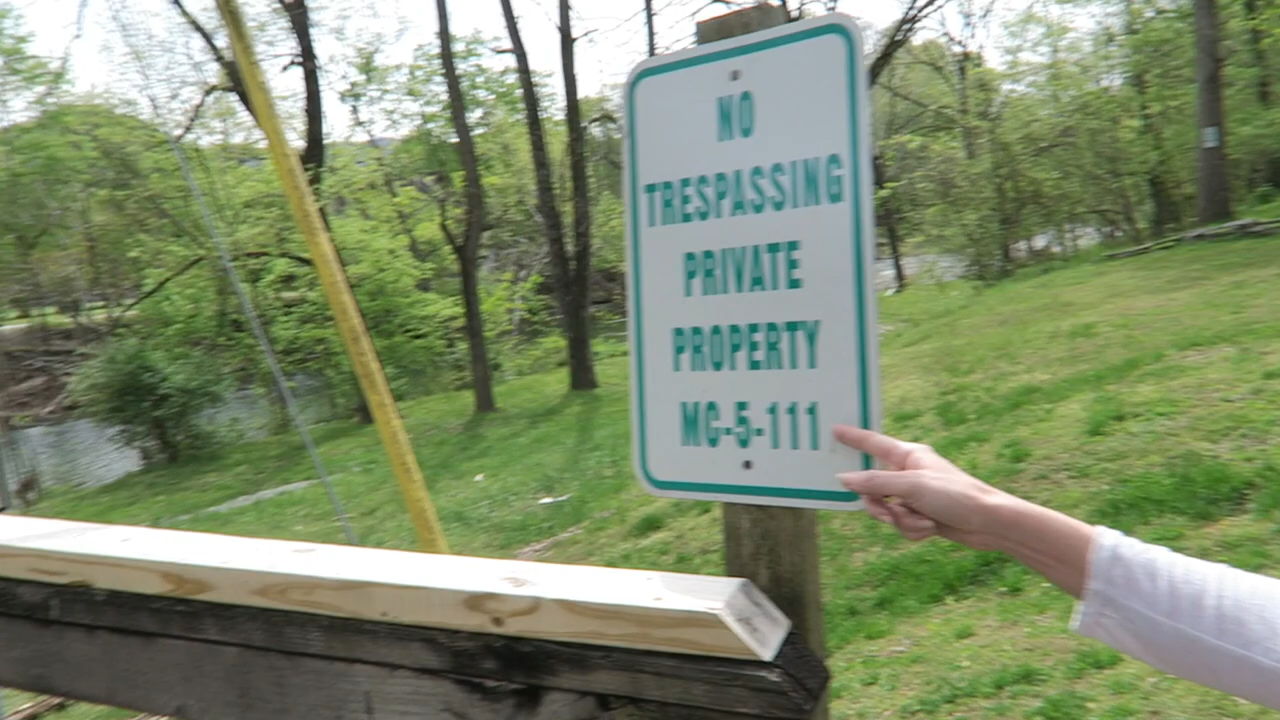 NO
TRESPASSING
PRIVATE
PROPERTY
MC-5-111